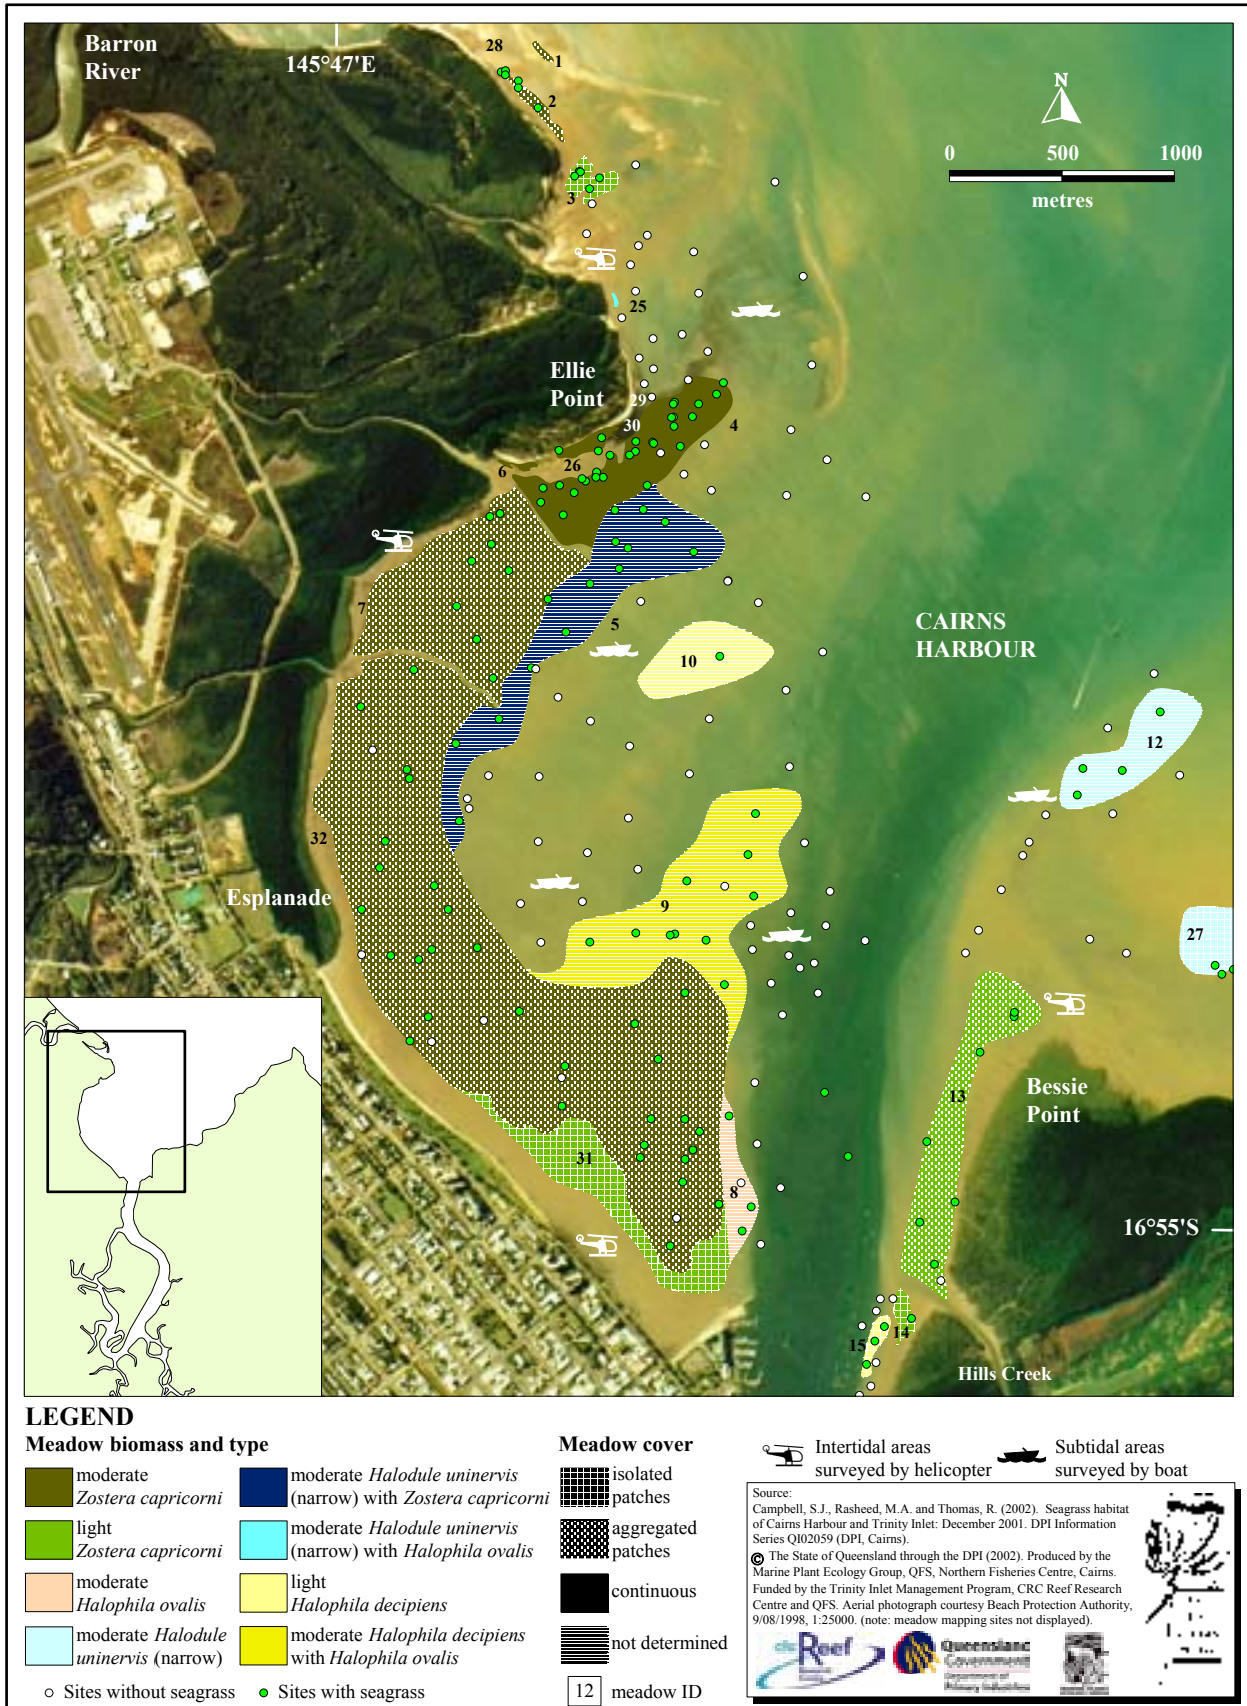 Barron
River
145°47'E
28
1
2
N
0 500 1000
metres
3
25
Ellie
Point
29
30
4
26
6
7
5
10
CAIRNS
HARBOUR
12
32
Esplanade
9
27
13
Bessie
Point
31
8
16°55'S
14
15
Hills Creek
LEGEND
Meadow biomass and type
moderate
Zostera capricorni
light
Zostera capricorni
moderate
Halophila ovalis
moderate Halodule
uninervis (narrow)
moderate Halodule uninervis
(narrow) with Zostera capricorni
moderate Halodule uninervis
(narrow) with Halophila ovalis
light
Halophila decipiens
moderate Halophila decipiens
with Halophila ovalis
Sites without seagrass
Sites with seagrass
Meadow cover
isolated
patches
aggregated
patches
continuous
not determined
12 meadow ID
Intertidal areas
surveyed by helicopter
Subtidal areas
surveyed by boat
Source:
Campbell, S.J., Rasheed, M.A. and Thomas, R. (2002). Seagrass habitat
of Cairns Harbour and Trinity Inlet: December 2001. DPI Information
Series QI02059 (DPI, Cairns).
© The State of Queensland through the DPI (2002). Produced by the
Marine Plant Ecology Group, QFS, Northern Fisheries Centre, Cairns.
Funded by the Trinity Inlet Management Program, CRC Reef Research
Centre and QFS. Aerial photograph courtesy Beach Protection Authority,
9/08/1998, 1:25000. (note: meadow mapping sites not displayed).
Reef
Queensland
Government
Department of
Primary Industries